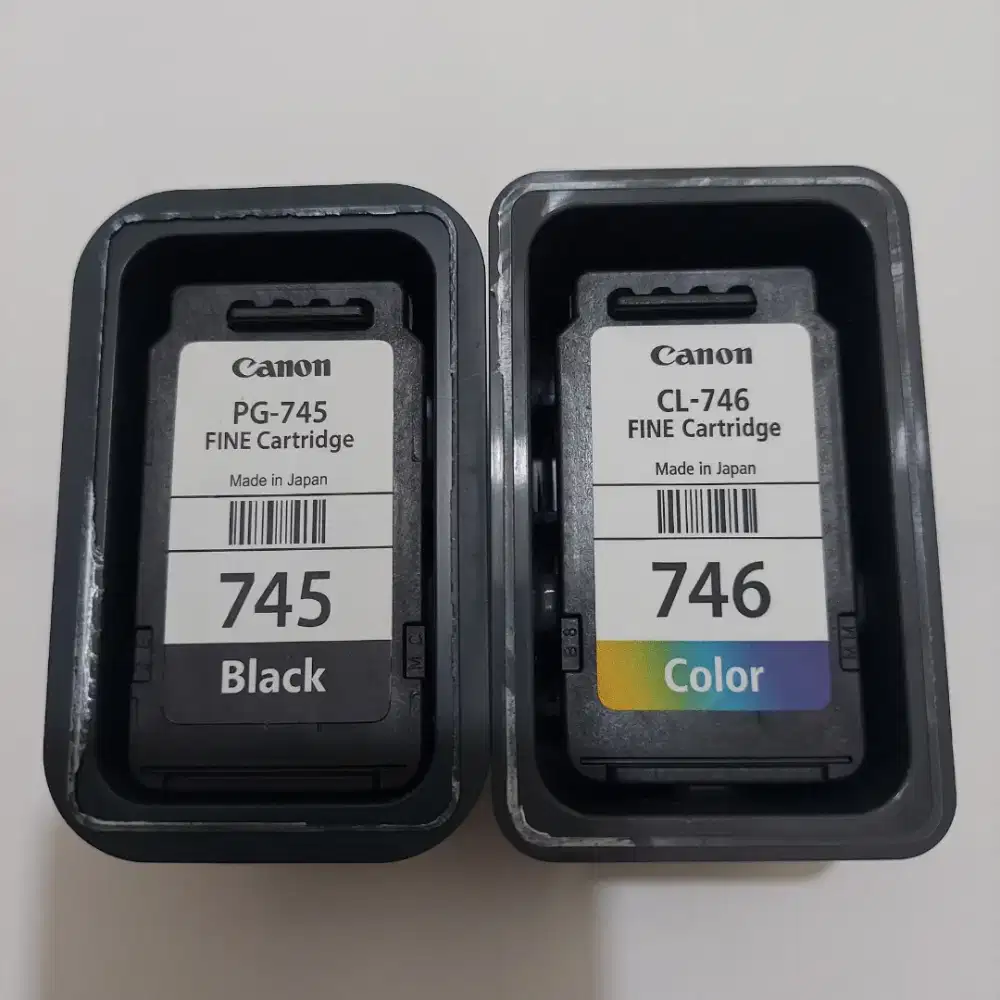 Canon
PG-745
FINE Cartridge
Made in Japan
745
Black
M C
Canon
CL-746
FINE Cartridge
Made in Japan
746
Color
B8
M